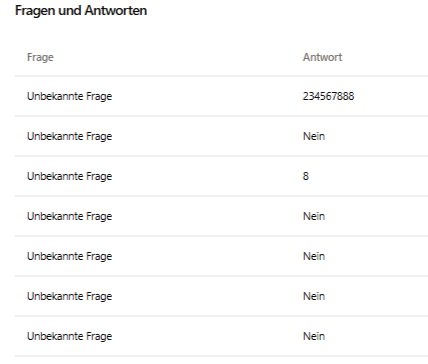 Fragen und Antworten
Frage Antwort
Unbekannte Frage 234567888
Unbekannte Frage Nein
Unbekannte Frage 8
Unbekannte Frage Nein
Unbekannte Frage Nein
Unbekannte Frage Nein
Unbekannte Frage Nein